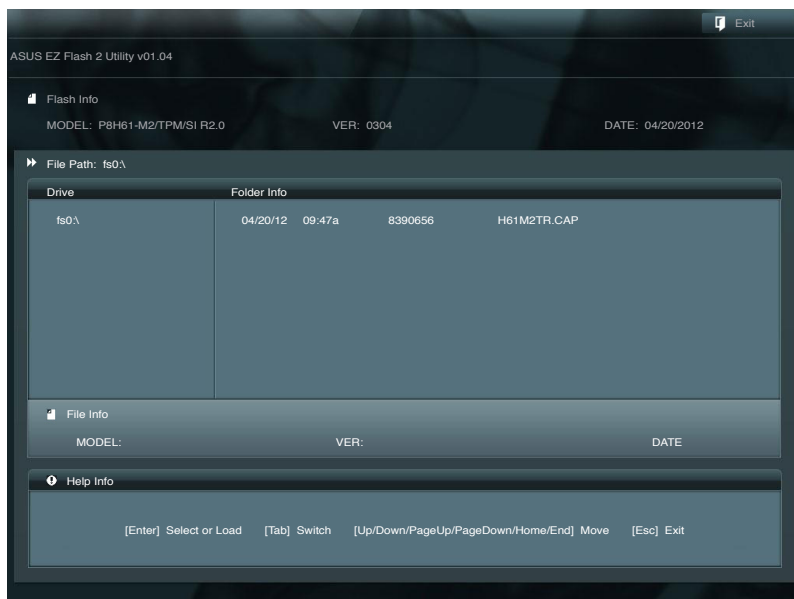 Exit
ASUS EZ Flash 2 Utility v01.04
Flash Info
MODEL: P8H61-M2/TPM/SI R2.0 VER: 0304 DATE: 04/20/2012
File Path: fs0:\
Drive Folder Info
fs0:\ 04/20/12 09:47a 8390656 H61M2TR.CAP
File Info
MODEL: VER: DATE
Help Info
[Enter] Select or Load [Tab] Switch [Up/Down/PageUp/PageDown/Home/End] Move [Esc] Exit